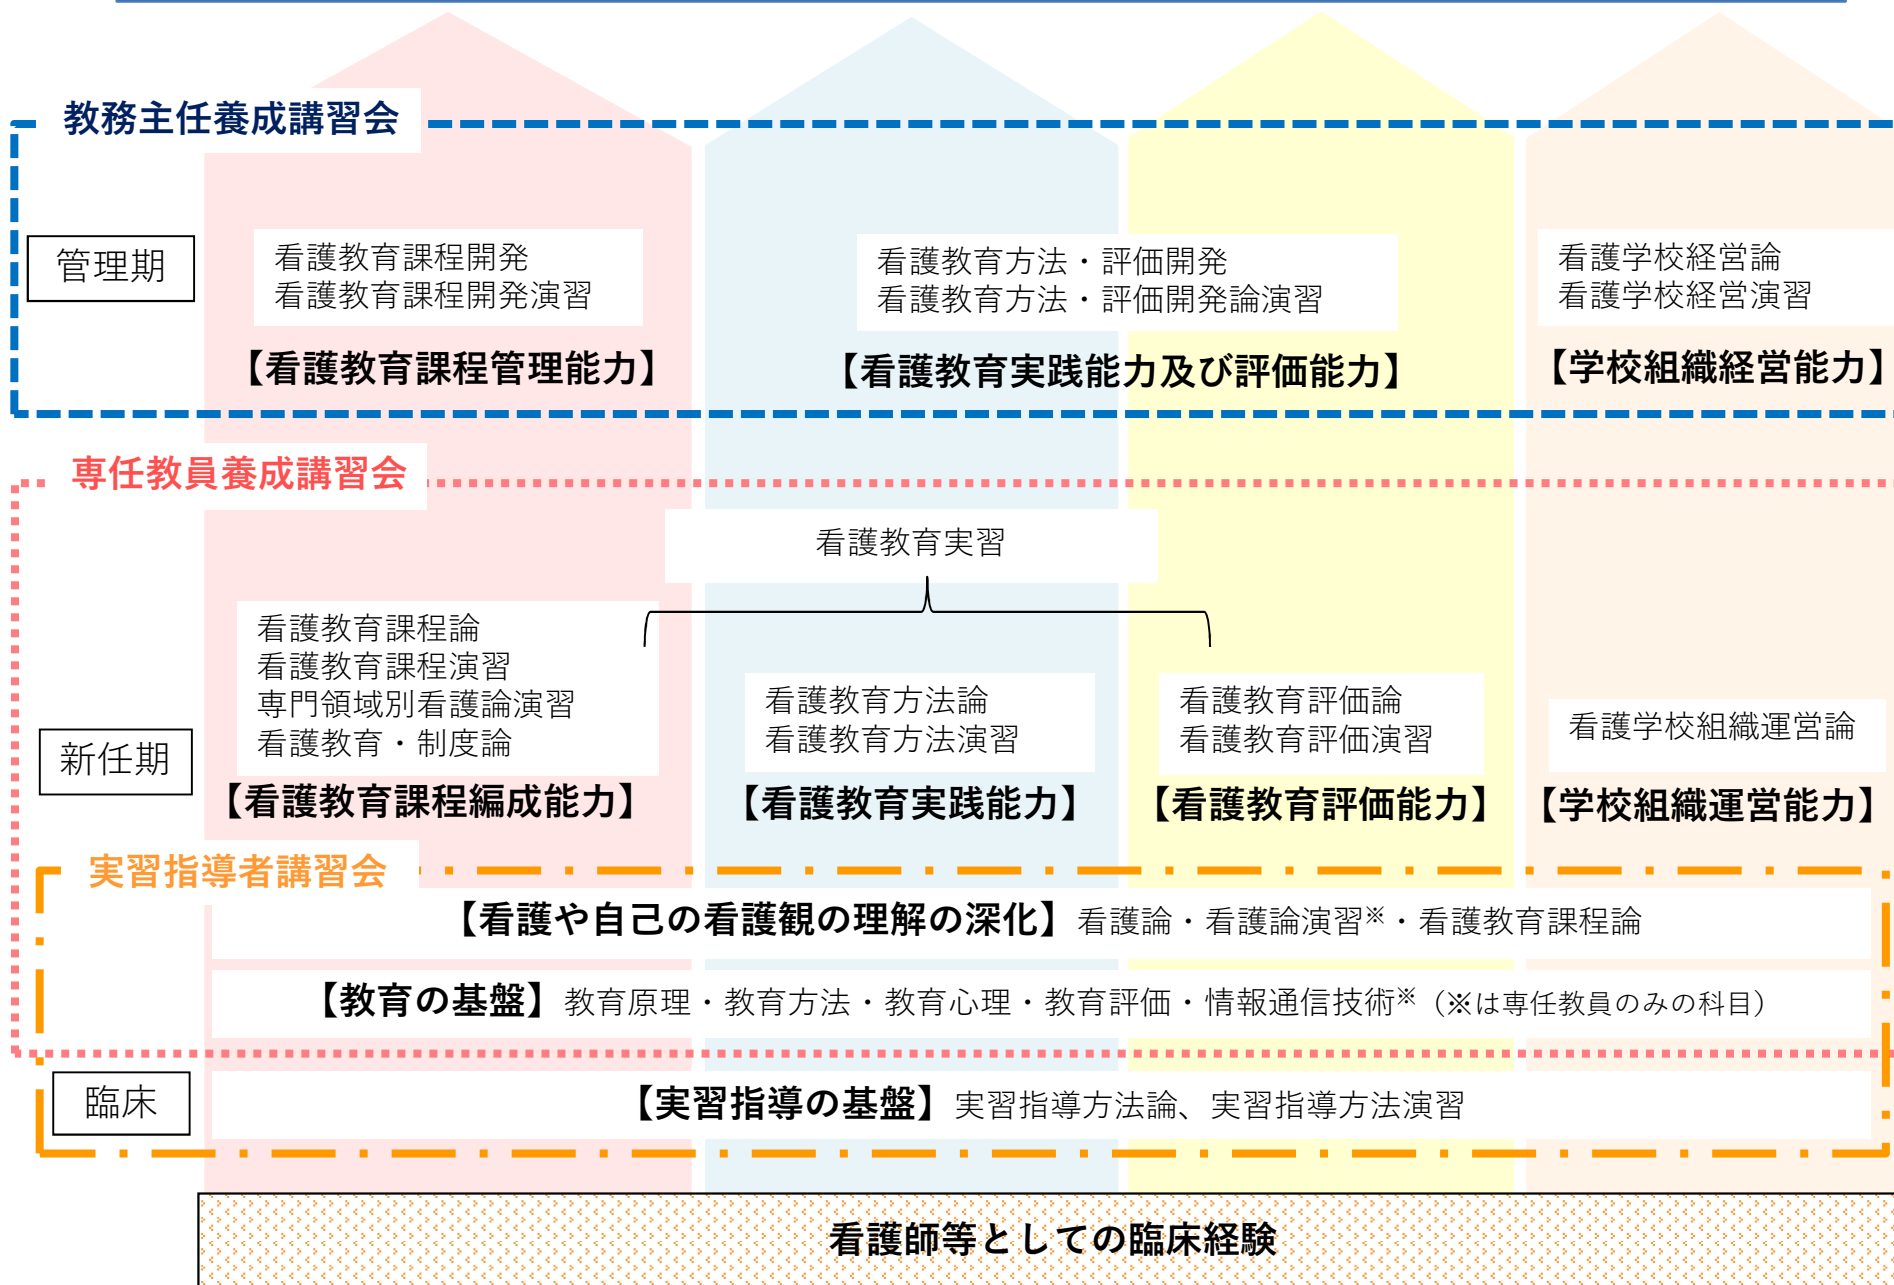 教務主任養成講習会
管理期
看護教育課程開発
看護教育課程開発演習
【看護教育課程管理能力】
看護教育方法・評価開発
看護教育方法・評価開発論演習
【看護教育実践能力及び評価能力】
看護学校経営論
看護学校経営演習
【学校組織経営能力】
専任教員養成講習会
看護教育実習
新任期
看護教育課程論
看護教育課程演習
専門領域別看護論演習
看護教育・制度論
【看護教育課程編成能力】
看護教育方法論
看護教育方法演習
【看護教育実践能力】
看護教育評価論
看護教育評価演習
【看護教育評価能力】
看護学校組織運営論
【学校組織運営能力】
実習指導者講習会
【看護や自己の看護観の理解の深化】看護論・看護論演習※・看護教育課程論
【教育の基盤】教育原理・教育方法・教育心理・教育評価・情報通信技術※（※は専任教員のみの科目）
臨床
【実習指導の基盤】実習指導方法論、実習指導方法演習
看護師等としての臨床経験